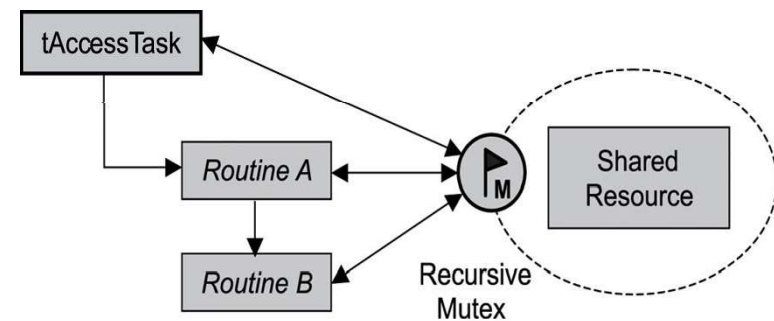 tAccessTask
Routine A
Routine B
M
Recursive
Mutex
Shared
Resource